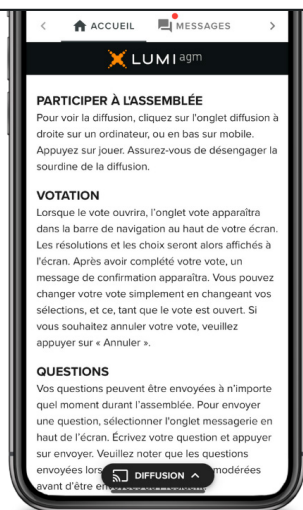 ACCUEIL MESSAGES
LUMI agm
PARTICIPER À L'ASSEMBLÉE
Pour voir la diffusion, cliquez sur l'onglet diffusion à
droite sur un ordinateur, ou en bas sur mobile.
Appuyez sur jouer. Assurez-vous de désengager la
sourdine de la diffusion.
VOTATION
Lorsque le vote ouvrira, l'onglet vote apparaîtra
dans la barre de navigation au haut de votre écran.
Les résolutions et les choix seront alors affichés à
l'écran. Après avoir complété votre vote, un
message de confirmation apparaîtra. Vous pouvez
changer votre vote simplement en changeant vos
sélections, et ce, tant que le vote est ouvert. Si
vous souhaitez annuler votre vote, veuillez
appuyer sur « Annuler ».
QUESTIONS
Vos questions peuvent être envoyées à n'importe
quel moment durant l'assemblée. Pour envoyer
une question, sélectionner l'onglet messagerie en
haut de l'écran. Écrivez votre question et appuyer
sur envoyer. Veuillez noter que les questions
envoyées modérées
avant d'être
DIFFUSION